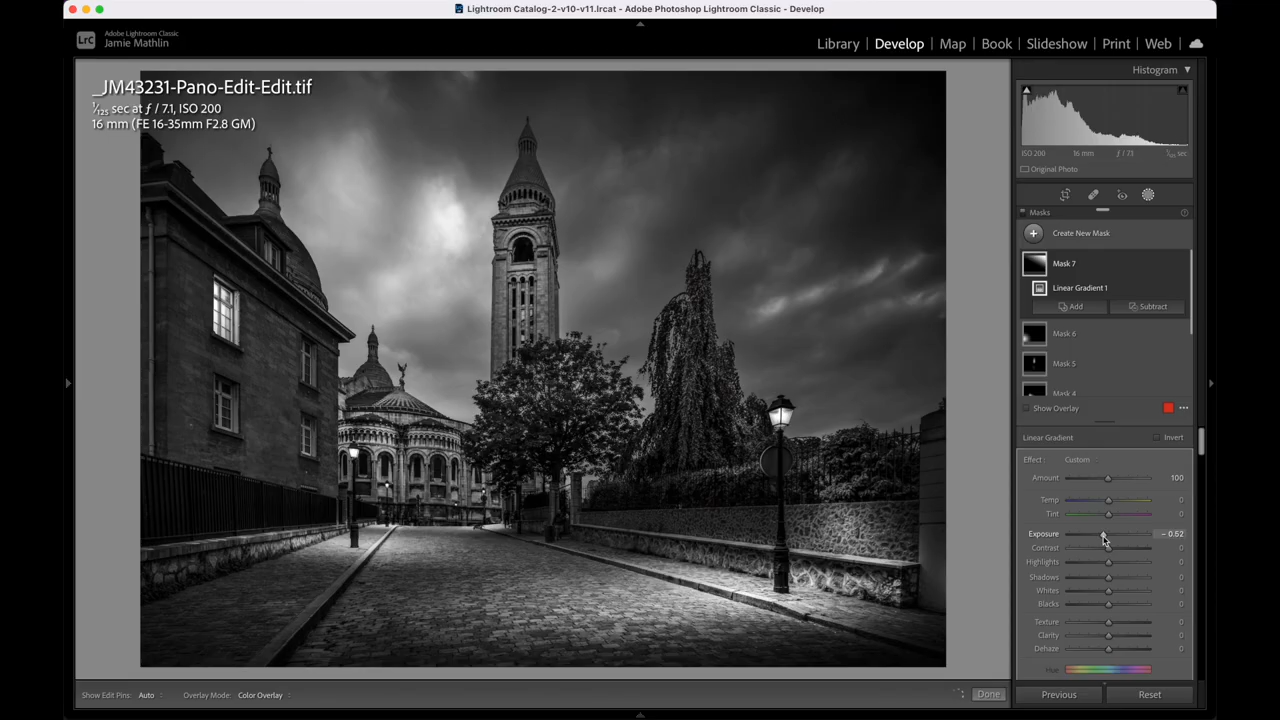 Lightroom Catalog-2-v10-v11.lrcat - Adobe Photoshop Lightroom Classic - Develop
LrC
Adobe Lightroom Classic
Jamie Mathlin
Library | Develop | Map | Book | Slideshow | Print | Web
_JM43231-Pano-Edit-Edit.tif
1/125 sec at ƒ / 7.1, ISO 200
16 mm (FE 16-35mm F2.8 GM)
Histogram
ISO 200 16 mm ƒ / 7.1 1/125 sec
Original Photo
Masks
Create New Mask
Mask 7
Linear Gradient 1
Add Subtract
Mask 6
Mask 5
Mask 4
Show Overlay
Linear Gradient Invert
Effect : Custom
Amount 100
Temp 0
Tint 0
Exposure – 0.52
Contrast 0
Highlights 0
Shadows 0
Whites 0
Blacks 0
Texture 0
Clarity 0
Dehaze 0
Hue
Show Edit Pins: Auto Overlay Mode: Color Overlay Done
Previous Reset